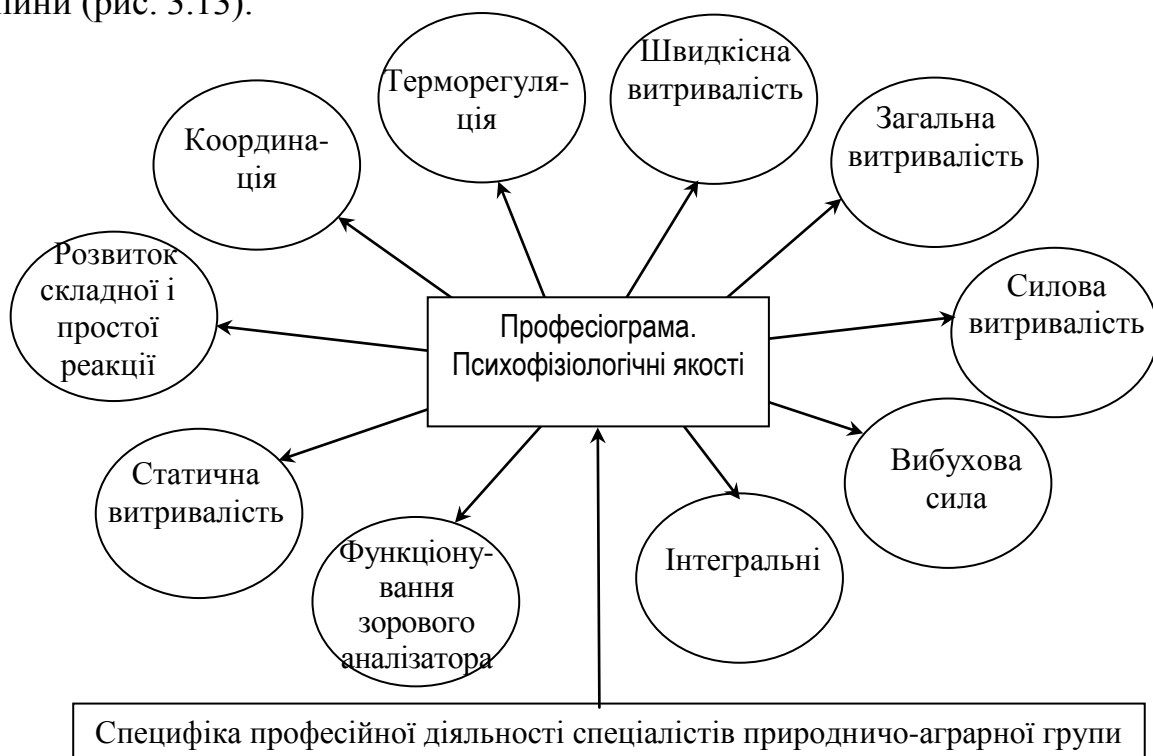 (рис. 3.13).
Швидкісна
витривалість
Терморегуля-
ція
Загальна
витривалість
Координа-
ція
Розвиток
складної і
простої
реакції
Силова
витривалість
Професіограма.
Психофізіологічні якості
Статична
витривалість
Вибухова
сила
Функціону-
вання
зорового
аналізатора
Інтегральні
Специфіка професійної діяльності спеціалістів природничо-аграрної групи